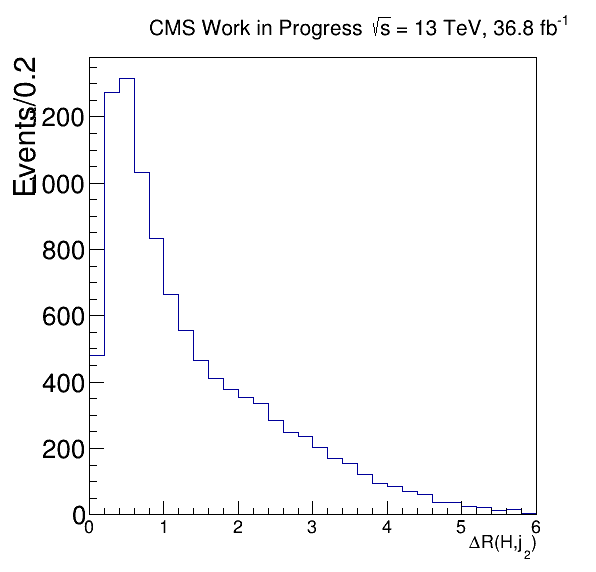 CMS Work in Progress √s = 13 TeV, 36.8 fb⁻¹
Events/0.2
1200
1000
800
600
400
200
0
0 1 2 3 4 5 6
ΔR(H,j₂)